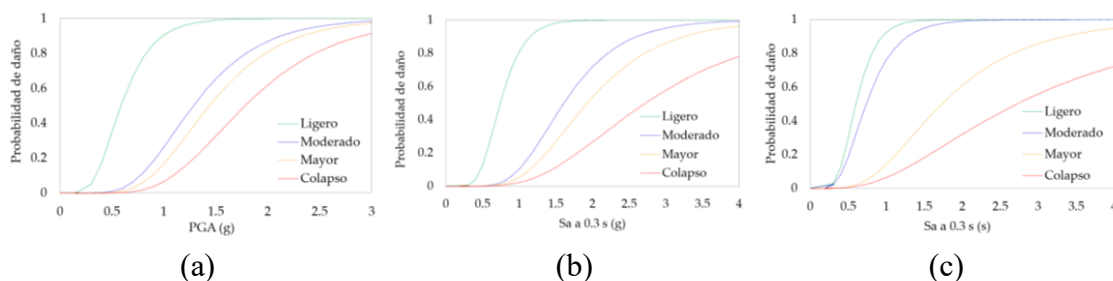 Probabilidad de daño
1
0.8
0.6
0.4
0.2
0
Ligero
Moderado
Mayor
Colapso
0 0.5 1 1.5 2 2.5 3
PGA (g)
(a)
Probabilidad de daño
1
0.8
0.6
0.4
0.2
0
Ligero
Moderado
Mayor
Colapso
0 0.5 1 1.5 2 2.5 3 3.5 4
Sa a 0.3 s (g)
(b)
Probabilidad de daño
1
0.8
0.6
0.4
0.2
0
Ligero
Moderado
Mayor
Colapso
0 0.5 1 1.5 2 2.5 3 3.5 4
Sa a 0.3 s (s)
(c)